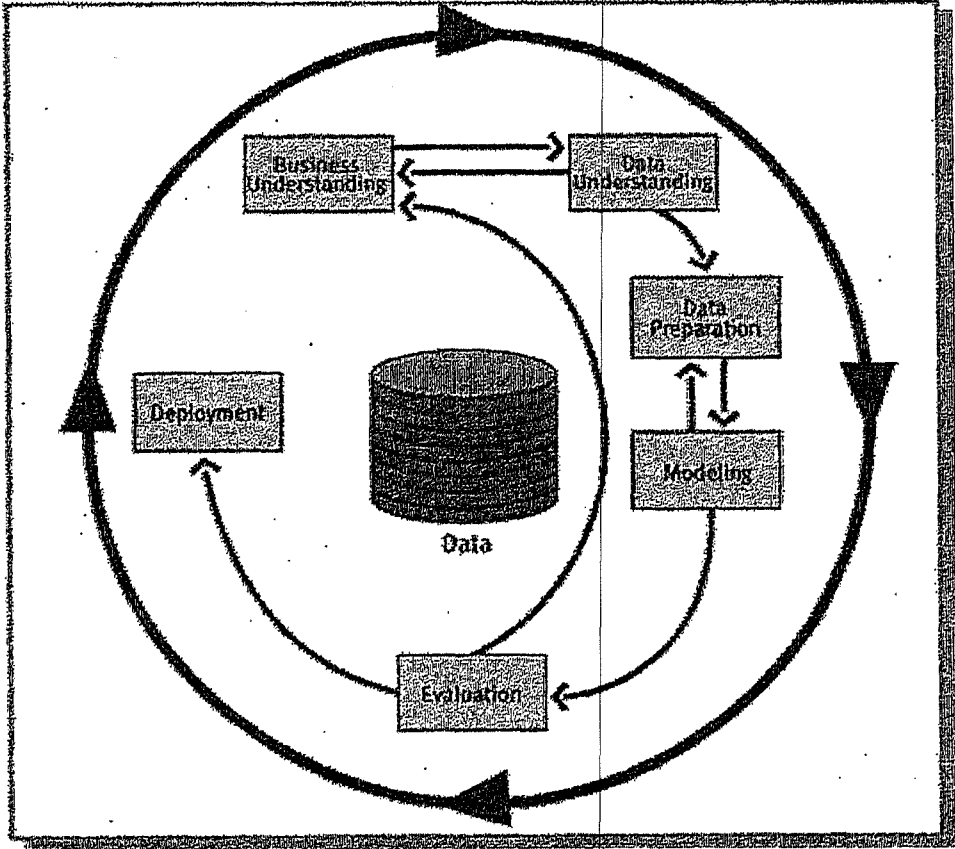 Business
Understanding
Data
Understanding
Data
Preparation
Deployment
Modeling
Data
Evaluation